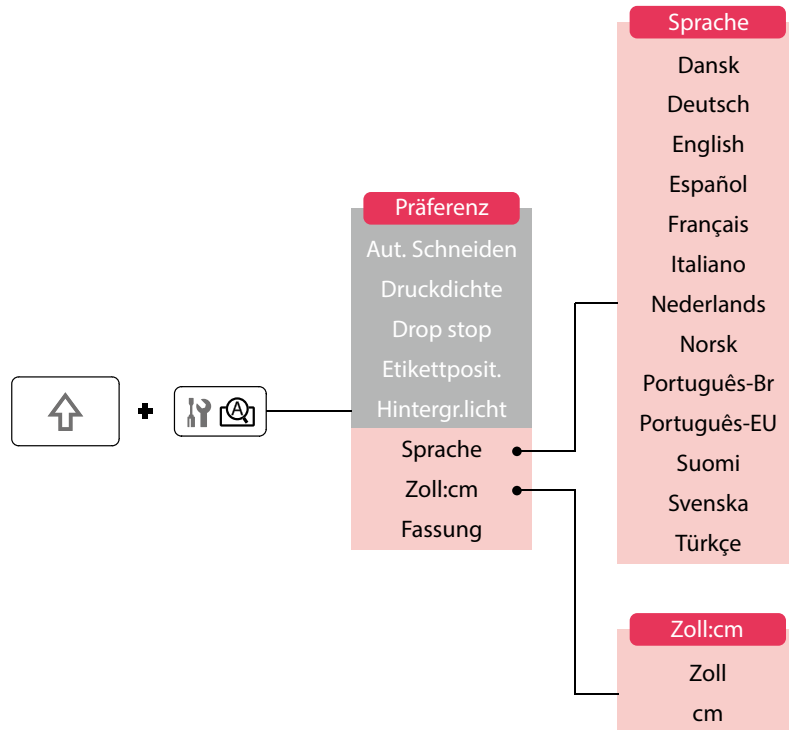 Präferenz
Aut. Schneiden
Druckdichte
Drop stop
Etikettposit.
Hintergr.licht
Sprache
Zoll:cm
Fassung
Sprache
Dansk
Deutsch
English
Español
Français
Italiano
Nederlands
Norsk
Português-Br
Português-EU
Suomi
Svenska
Türkçe
Zoll:cm
Zoll
cm
+
A